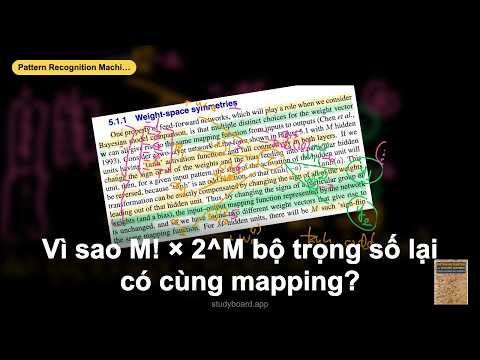 Pattern Recognition Machi...
5.1.1 Weight-space symmetries
One property of feed-forward networks, which will play a role when we consider
Bayesian model comparison, is that multiple distinct choices for the weight vector
w can all give rise to the same mapping function from inputs to outputs (Chen et al.,
1993). Consider a two-layer network of the form shown in Figure 5.1 with M hidden
units having 'tanh' activation functions and full connectivity in both layers. If we
change the sign of all of the weights and the bias feeding into a particular hidden
unit, then, for a given input pattern, the sign of the activation of the hidden unit will
be reversed, because 'tanh' is an odd function, so that
transformation can be exactly compensated by changing the sign of all of the weights
leading out of that hidden unit. Thus, by changing the signs of a particular group of
weights (and a bias), the input–output mapping function represented by the network
is unchanged, and so we have found two different weight vectors that give rise to
the same mapping function. For M hidden units, there will be M such 'sign-flip'
Vì sao M! × 2^M bộ trọng số lại
có cùng mapping?
studyboard.app